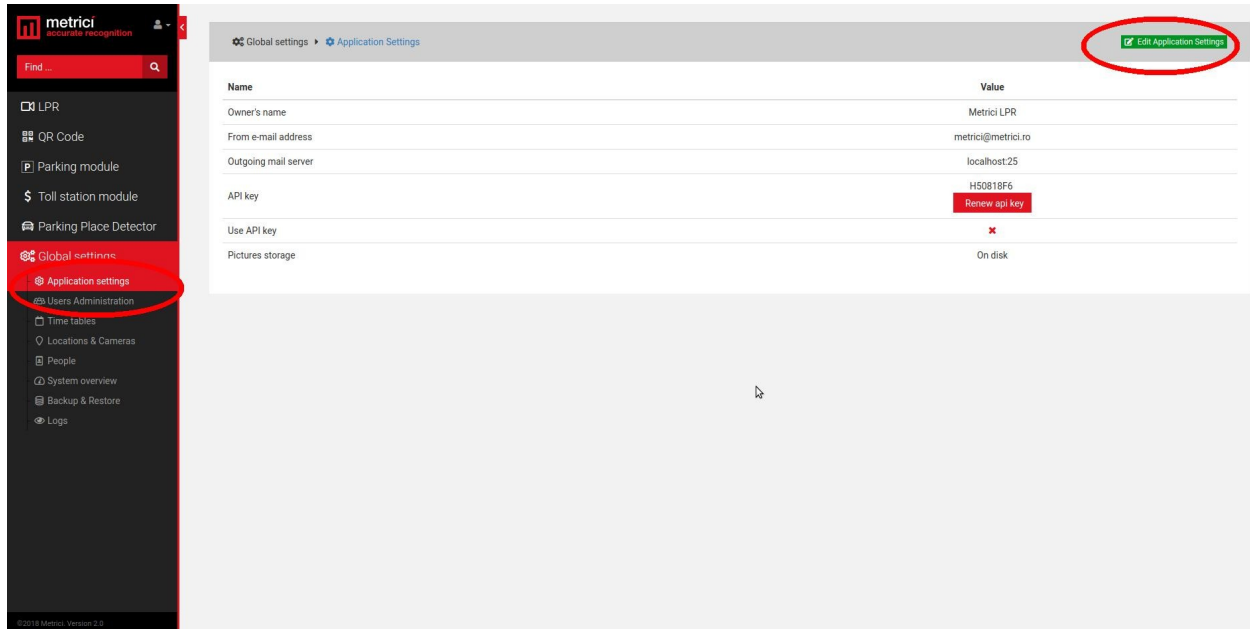 metrici
accurate recognition
Find ...
LPR
QR Code
P Parking module
$ Toll station module
Parking Place Detector
Global settings
Application settings
Users Administration
Time tables
Locations & Cameras
People
System overview
Backup & Restore
Logs
©2018 Metrici. Version 2.0
Global settings Application Settings
Edit Application Settings
Name Value
Owner's name Metrici LPR
From e-mail address metrici@metrici.ro
Outgoing mail server localhost:25
API key H50818F6
Renew api key
Use API key
Pictures storage On disk